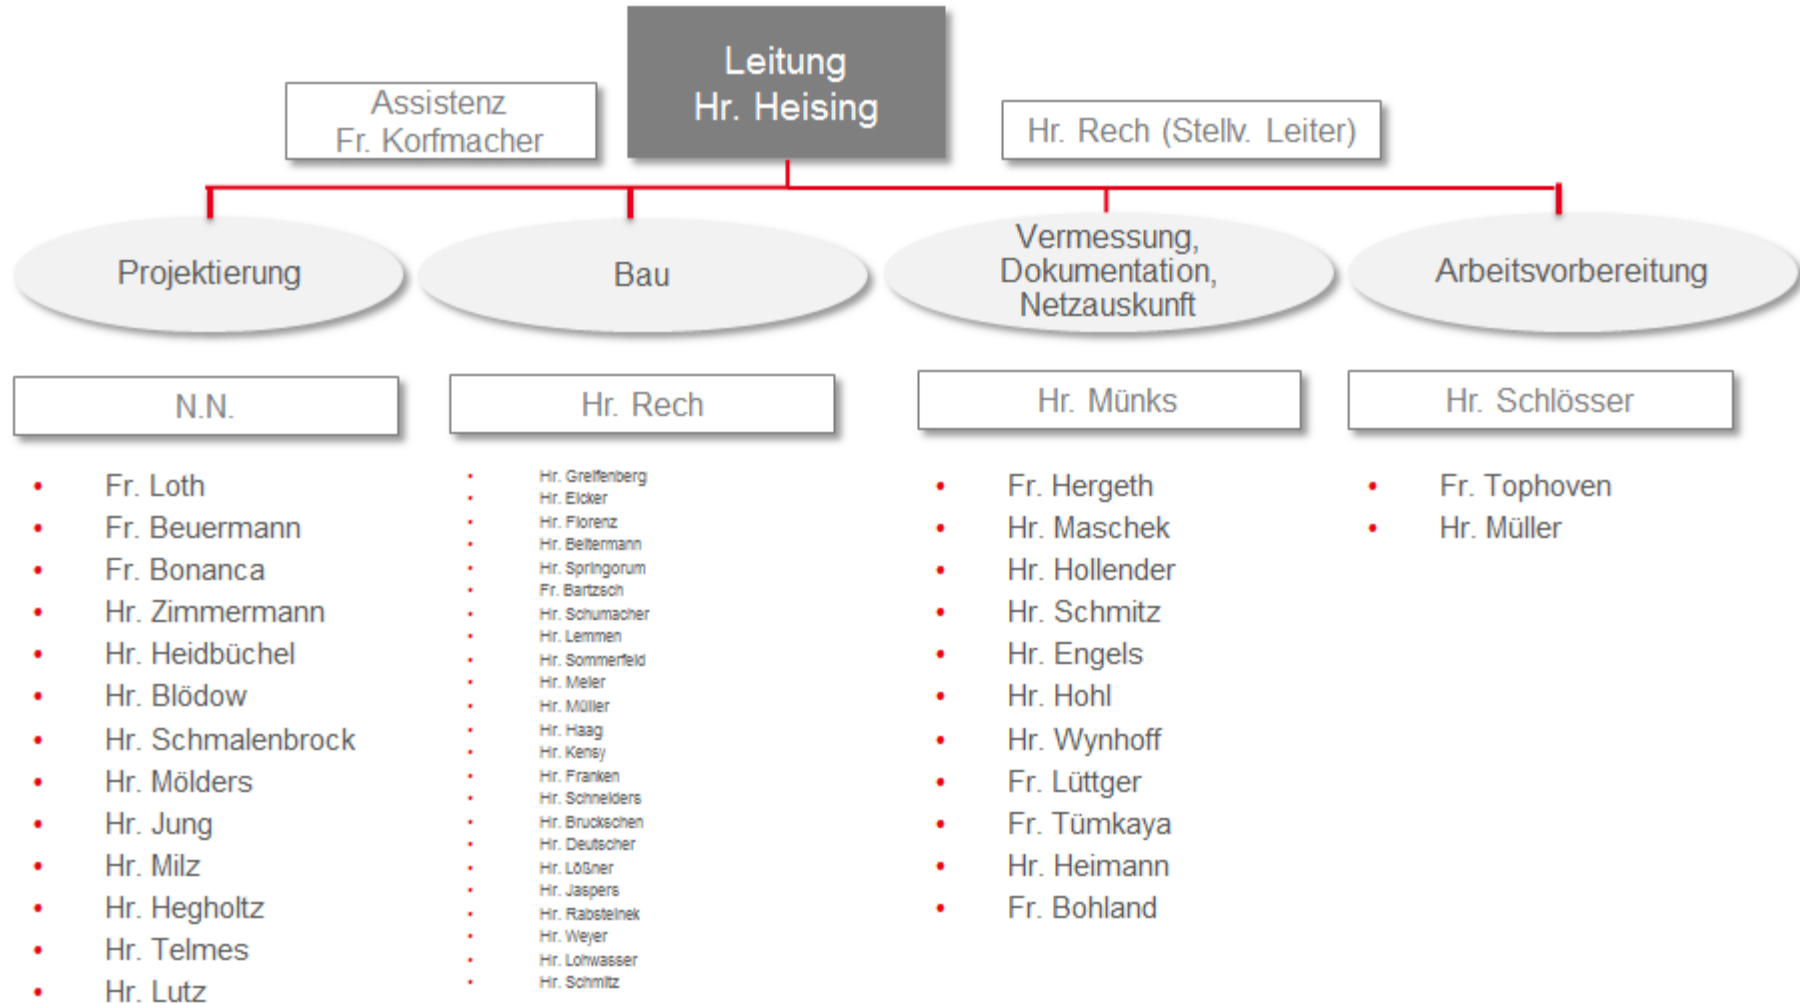 Leitung
Hr. Heising
Assistenz
Fr. Korfmacher
Hr. Rech (Stellv. Leiter)
Projektierung
Bau
Vermessung,
Dokumentation,
Netzauskunft
Arbeitsvorbereitung
N.N.
Hr. Rech
Hr. Münks
Hr. Schlösser
• Fr. Loth
• Fr. Beuermann
• Fr. Bonanca
• Hr. Zimmermann
• Hr. Heidbüchel
• Hr. Blödow
• Hr. Schmalenbrock
• Hr. Mölders
• Hr. Jung
• Hr. Milz
• Hr. Hegholtz
• Hr. Telmes
• Hr. Lutz
• Hr. Greifenberg
• Hr. Eicker
• Hr. Florenz
• Hr. Beltermann
• Hr. Springorum
• Fr. Bartzsch
• Hr. Schumacher
• Hr. Lemmen
• Hr. Sommerfeld
• Hr. Meier
• Hr. Müller
• Hr. Haag
• Hr. Kensy
• Hr. Franken
• Hr. Schneiders
• Hr. Bruckschen
• Hr. Deutscher
• Hr. Lößner
• Hr. Jaspers
• Hr. Rabsteinek
• Hr. Weyer
• Hr. Lohwasser
• Hr. Schmitz
• Fr. Hergeth
• Hr. Maschek
• Hr. Hollender
• Hr. Schmitz
• Hr. Engels
• Hr. Hohl
• Hr. Wynhoff
• Fr. Lüttger
• Fr. Tümkaya
• Hr. Heimann
• Fr. Bohland
• Fr. Tophoven
• Hr. Müller